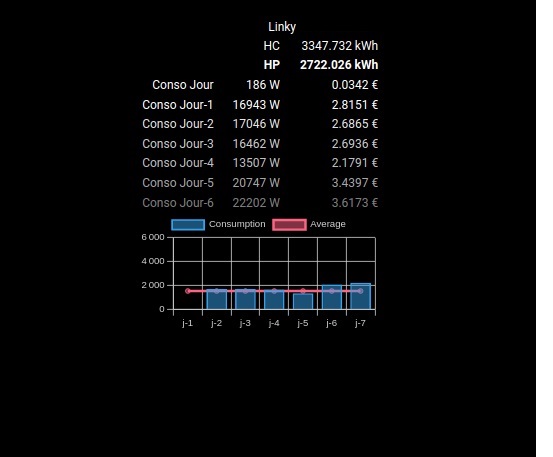 Linky
HC 3347.732 kWh
HP 2722.026 kWh
Conso Jour 186 W 0.0342 €
Conso Jour-1 16943 W 2.8151 €
Conso Jour-2 17046 W 2.6865 €
Conso Jour-3 16462 W 2.6936 €
Conso Jour-4 13507 W 2.1791 €
Conso Jour-5 20747 W 3.4397 €
Conso Jour-6 22202 W 3.6173 €
Consumption Average
6 000
4 000
2 000
0
j-1 j-2 j-3 j-4 j-5 j-6 j-7